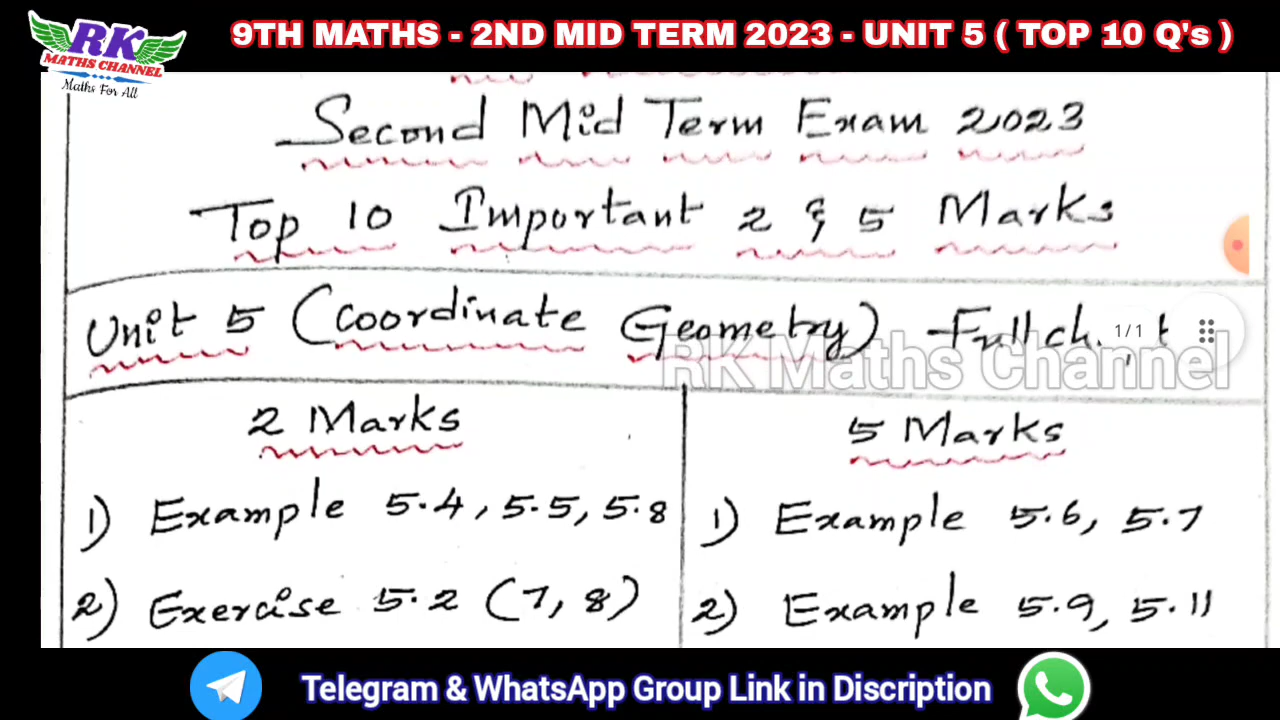 RK
MATHS CHANNEL
Maths For All
9TH MATHS - 2ND MID TERM 2023 - UNIT 5 ( TOP 10 Q's )
Second Mid Term Exam 2023
Top 10 Important 2 & 5 Marks
Unit 5 (Coordinate Geometry) - Full ch. t
1/1
RK Maths Channel
2 Marks
1) Example 5.4, 5.5, 5.8
2) Exercise 5.2 (7, 8)
5 Marks
1) Example 5.6, 5.7
2) Example 5.9, 5.11
Telegram & WhatsApp Group Link in Discription